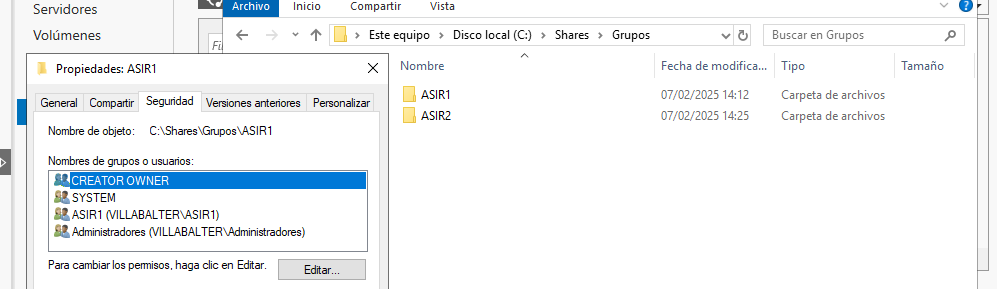 Servidores
Volúmenes
Archivo Inicio Compartir Vista
Este equipo > Disco local (C:) > Shares > Grupos
Buscar en Grupos
Nombre Fecha de modifica... Tipo Tamaño
ASIR1 07/02/2025 14:12 Carpeta de archivos
ASIR2 07/02/2025 14:25 Carpeta de archivos
Propiedades: ASIR1
General Compartir Seguridad Versiones anteriores Personalizar
Nombre de objeto: C:\Shares\Grupos\ASIR1
Nombres de grupos o usuarios:
CREATOR OWNER
SYSTEM
ASIR1 (VILLABALTER\ASIR1)
Administradores (VILLABALTER\Administradores)
Para cambiar los permisos, haga clic en Editar.
Editar...